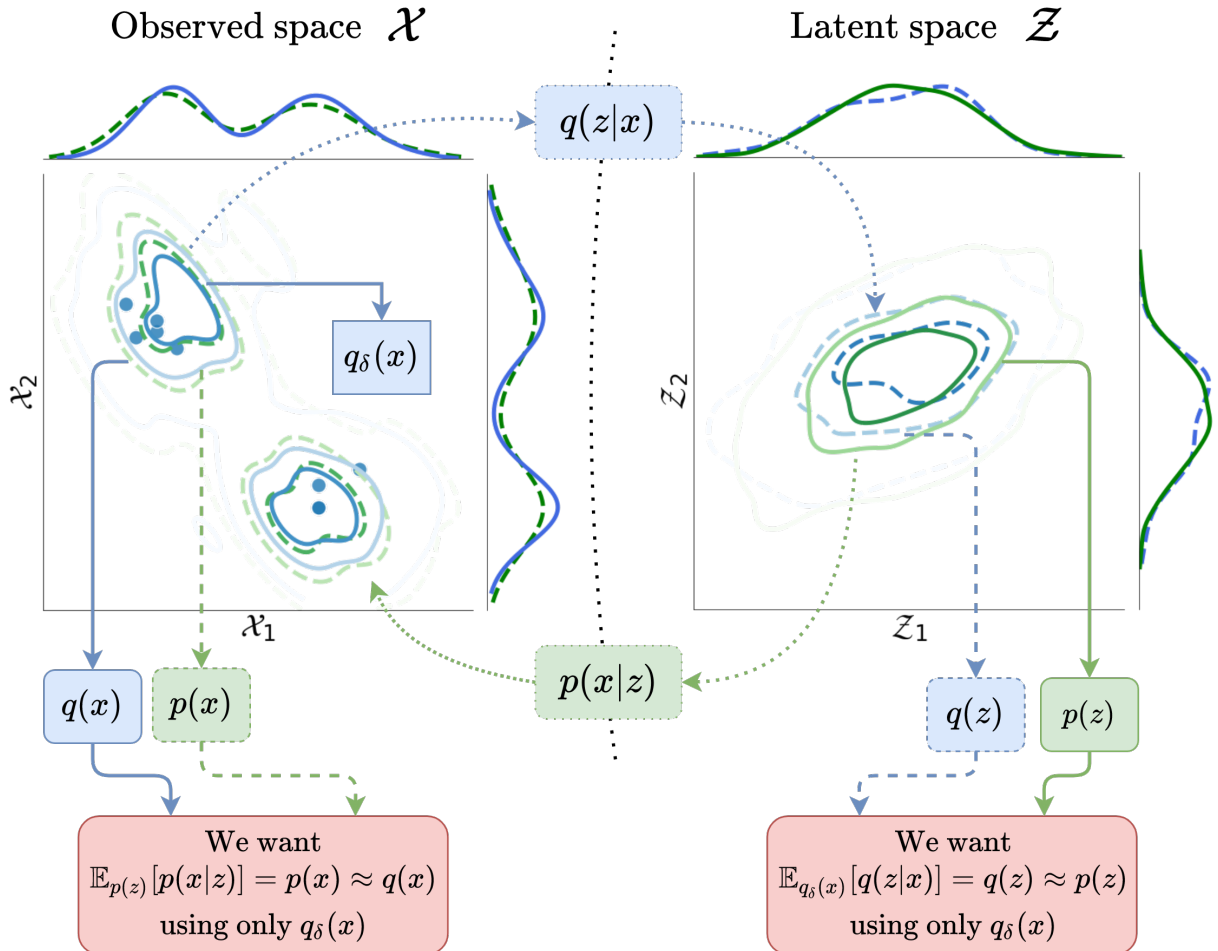 Observed space 𝒳
Latent space 𝒵
q(z|x)
𝒳₂
q_δ(x)
𝒵₂
𝒳₁
𝒵₁
p(x|z)
q(x)
p(x)
q(z)
p(z)
We want
𝔼_{p(z)}[p(x|z)] = p(x) ≈ q(x)
using only q_δ(x)
We want
𝔼_{q_δ(x)}[q(z|x)] = q(z) ≈ p(z)
using only q_δ(x)